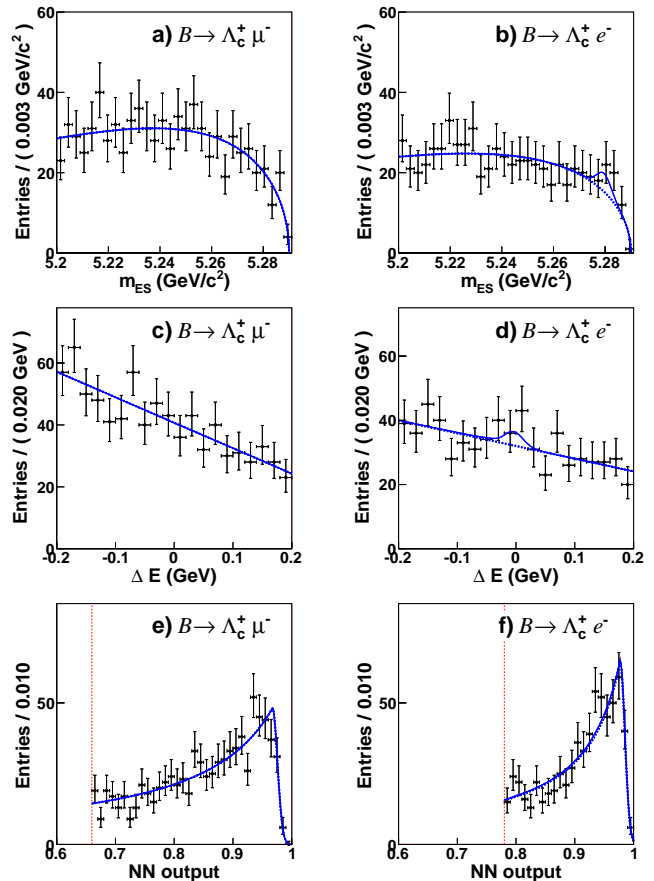 a) B→ Λc+ μ-
Entries / ( 0.003 GeV/c2 )
60
40
20
0
5.2 5.22 5.24 5.26 5.28
mES (GeV/c2)
b) B→ Λc+ e-
Entries / ( 0.003 GeV/c2 )
60
40
20
0
5.2 5.22 5.24 5.26 5.28
mES (GeV/c2)
c) B→ Λc+ μ-
Entries / ( 0.020 GeV )
60
40
20
0
-0.2 -0.1 0 0.1 0.2
Δ E (GeV)
d) B→ Λc+ e-
Entries / ( 0.020 GeV )
60
40
20
0
-0.2 -0.1 0 0.1 0.2
Δ E (GeV)
e) B→ Λc+ μ-
Entries / 0.010
50
0
0.6 0.7 0.8 0.9 1
NN output
f) B→ Λc+ e-
Entries / 0.010
50
0
0.6 0.7 0.8 0.9 1
NN output